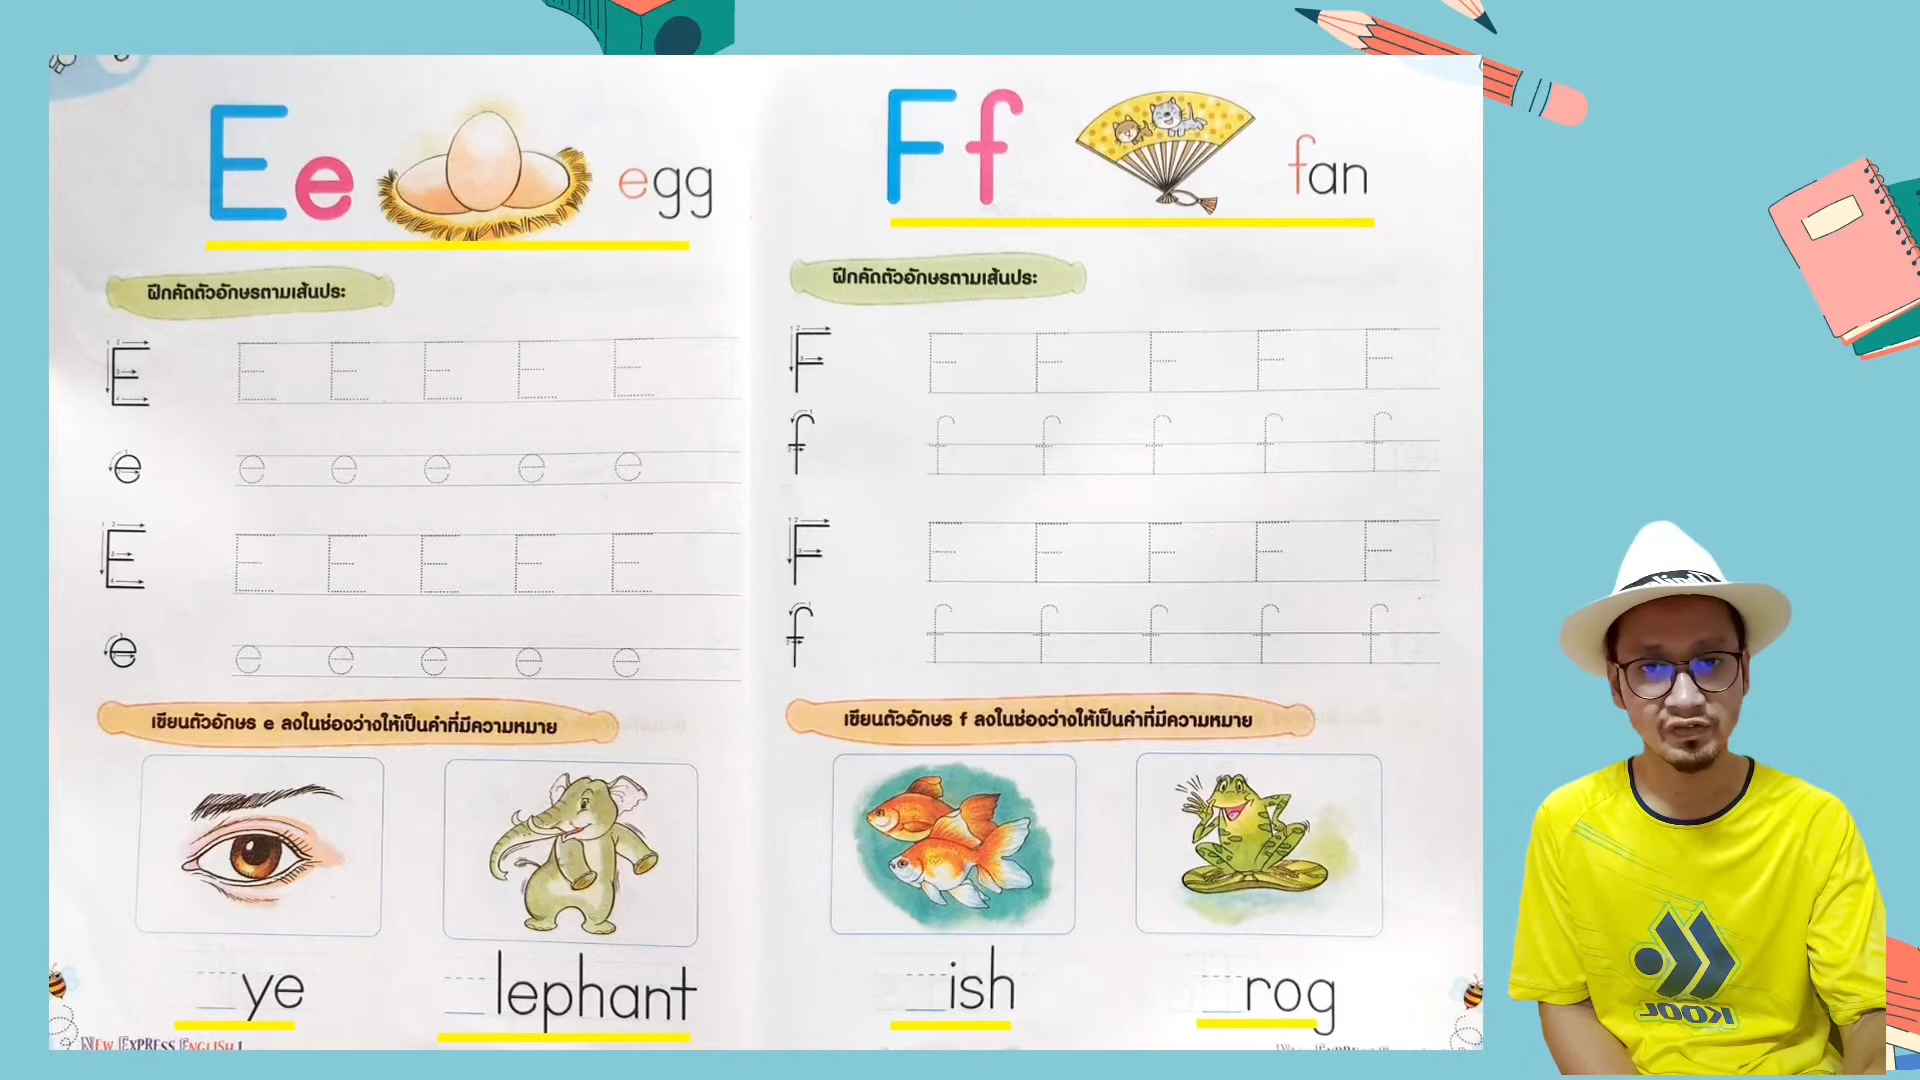 Ee egg
ฝึกคัดตัวอักษรตามเส้นประ
E E E E E E
e e e e e e
E E E E E E
e e e e e e
เขียนตัวอักษร e ลงในช่องว่างให้เป็นคำที่มีความหมาย
_ye _lephant
NEW EXPRESS ENGLISH 1
Ff fan
ฝึกคัดตัวอักษรตามเส้นประ
F F F F F F
f f f f f f
F F F F F F
f f f f f f
เขียนตัวอักษร f ลงในช่องว่างให้เป็นคำที่มีความหมาย
_ish _rog
KOOL